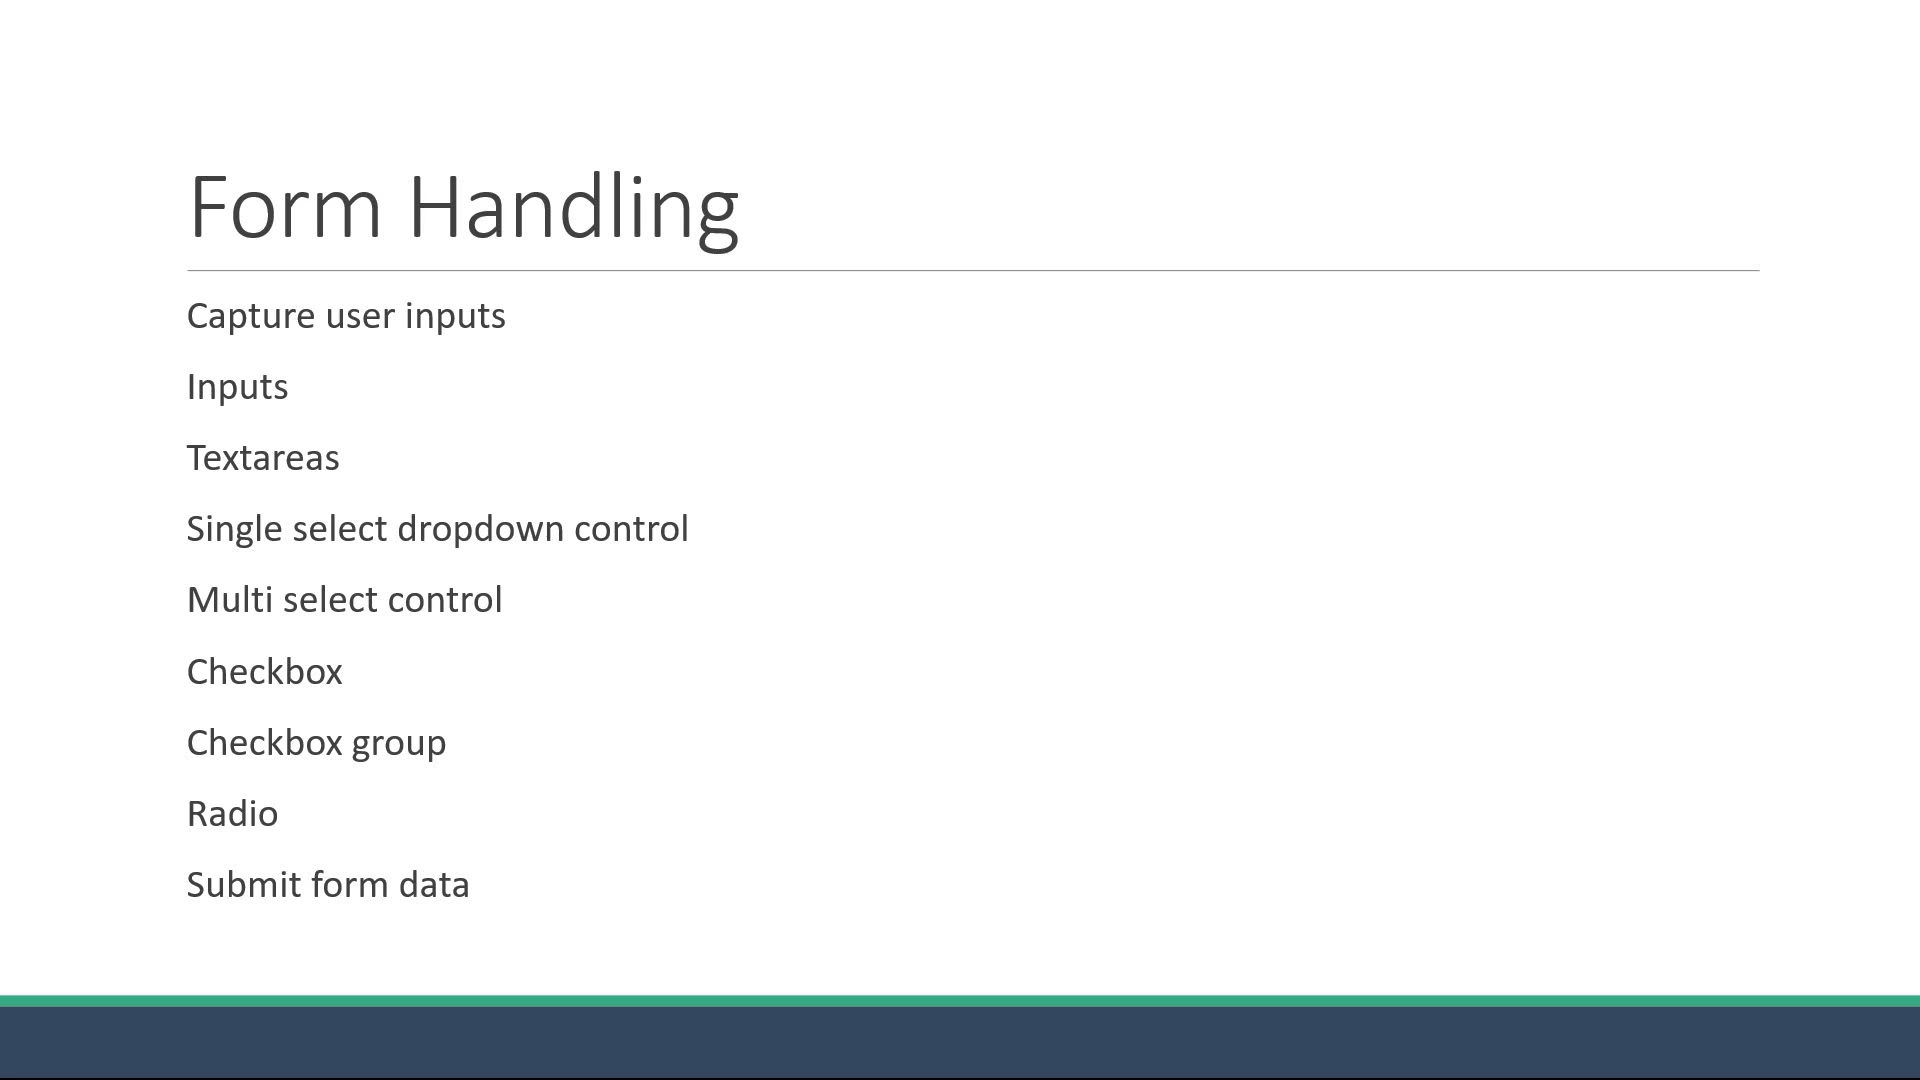 Form Handling
Capture user inputs
Inputs
Textareas
Single select dropdown control
Multi select control
Checkbox
Checkbox group
Radio
Submit form data